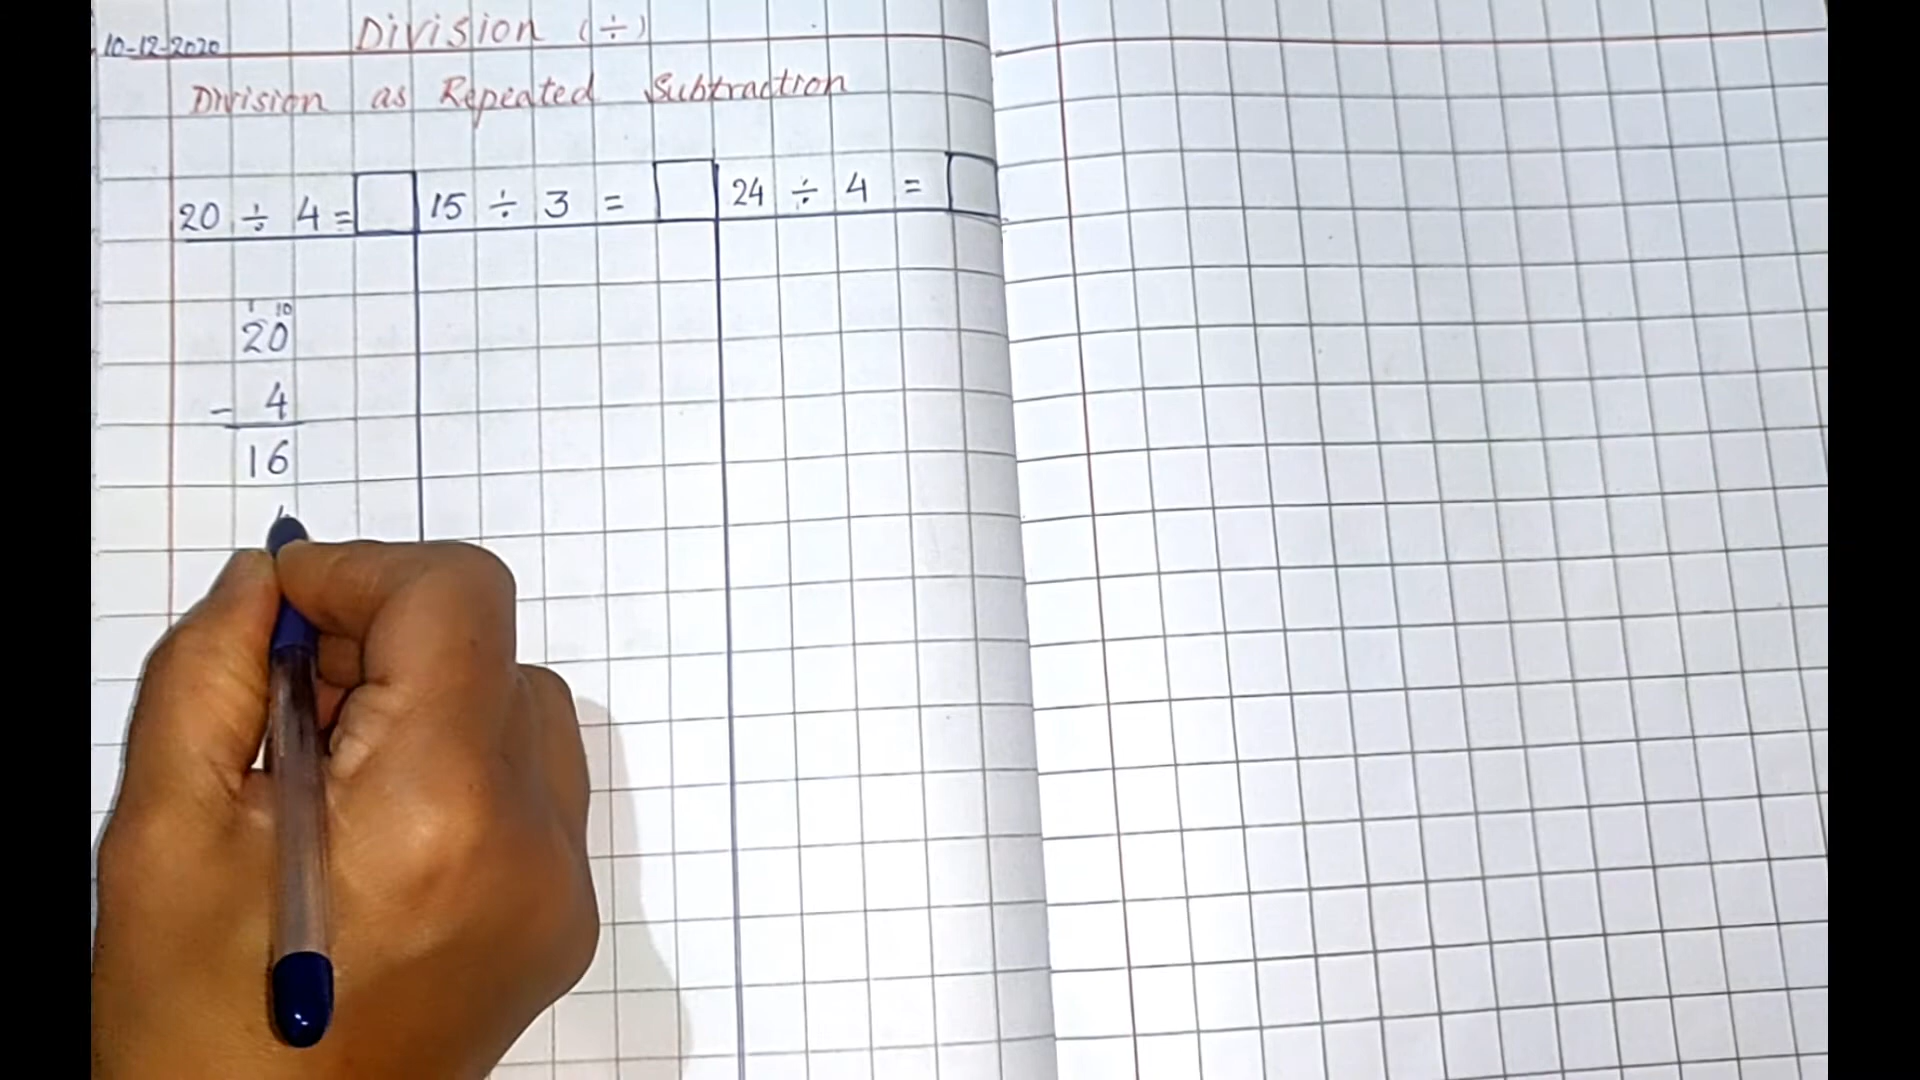 10-12-2020 Division (÷)
Division as Repeated Subtraction
20 ÷ 4 = 15 ÷ 3 = 24 ÷ 4 =
1 10
20
- 4
16